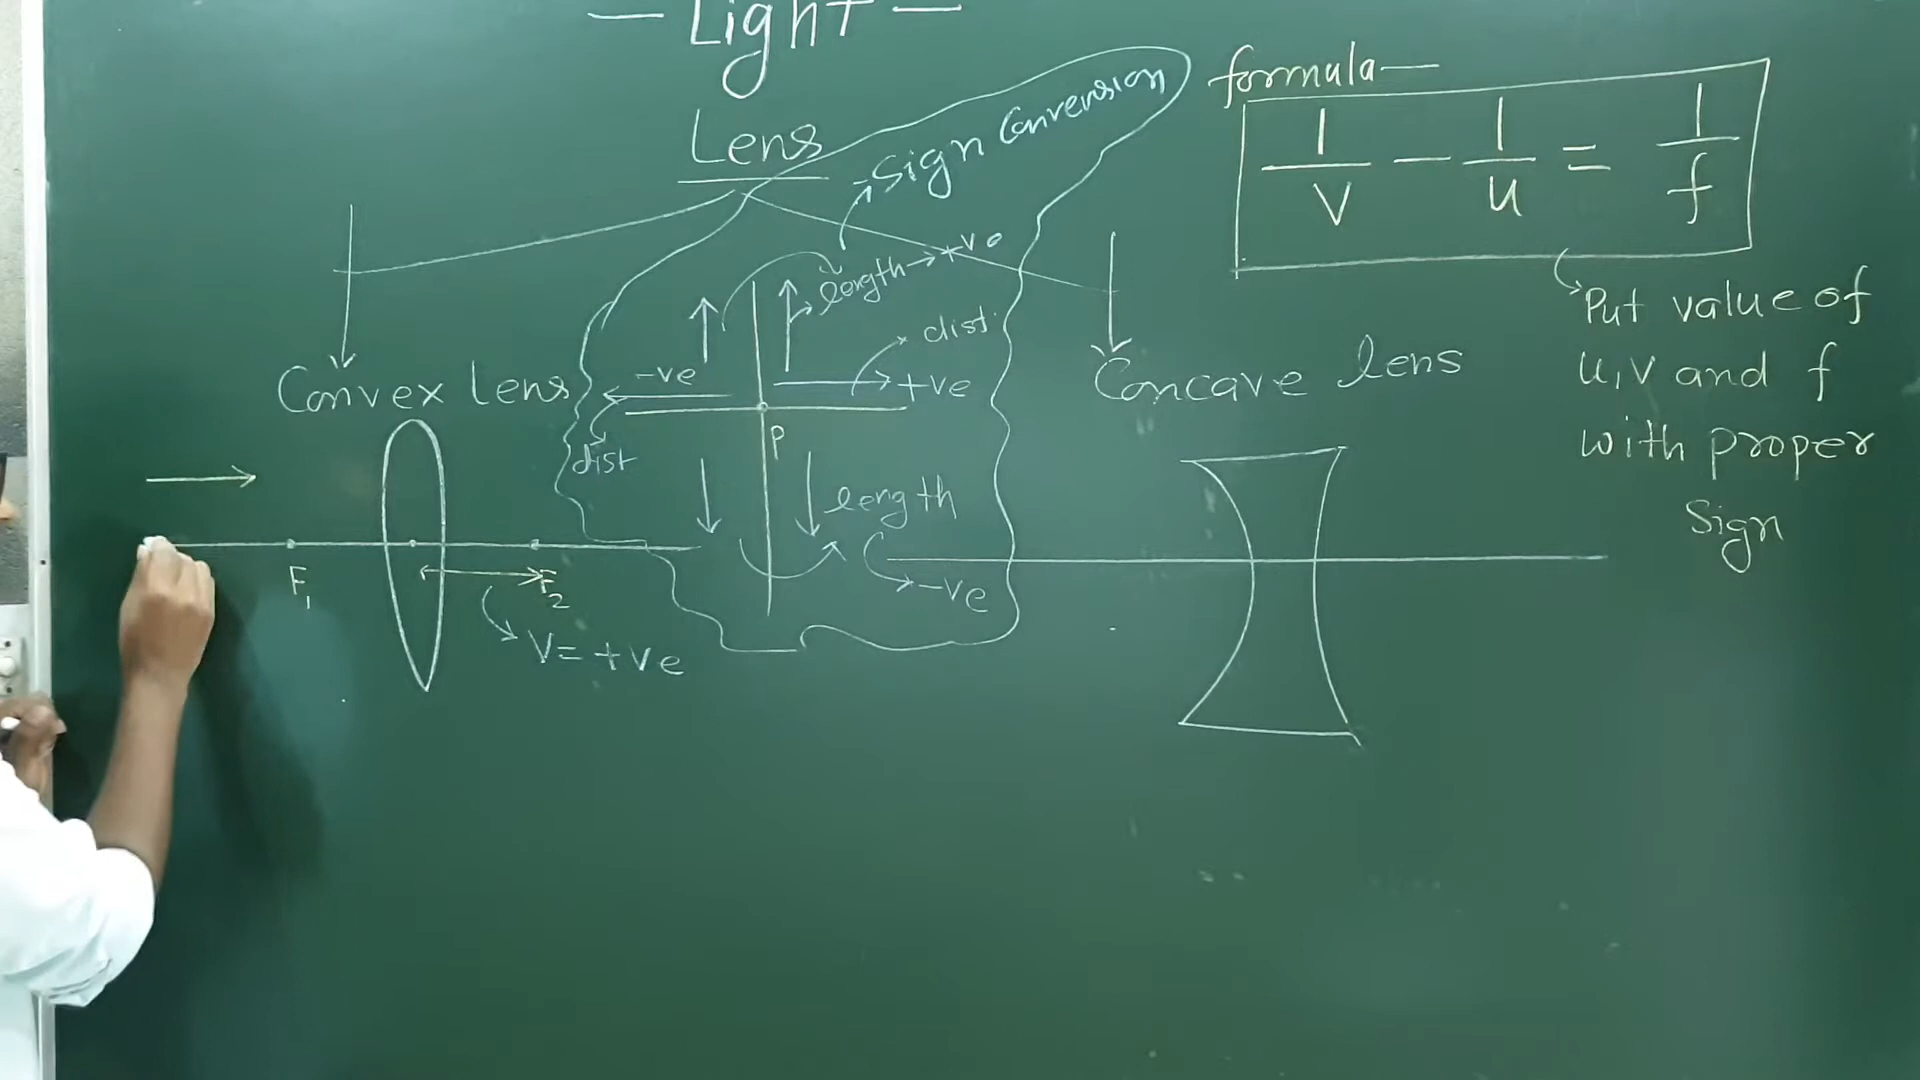 — Light —
Lens
Sign Conversion
formula—
1/V − 1/u = 1/f
Put value of
u,v and f
with proper
Sign
length → +ve
dist.
-ve
+ve
P
dist
length
-ve
Convex Lens
Concave lens
F1
F2
V= +ve